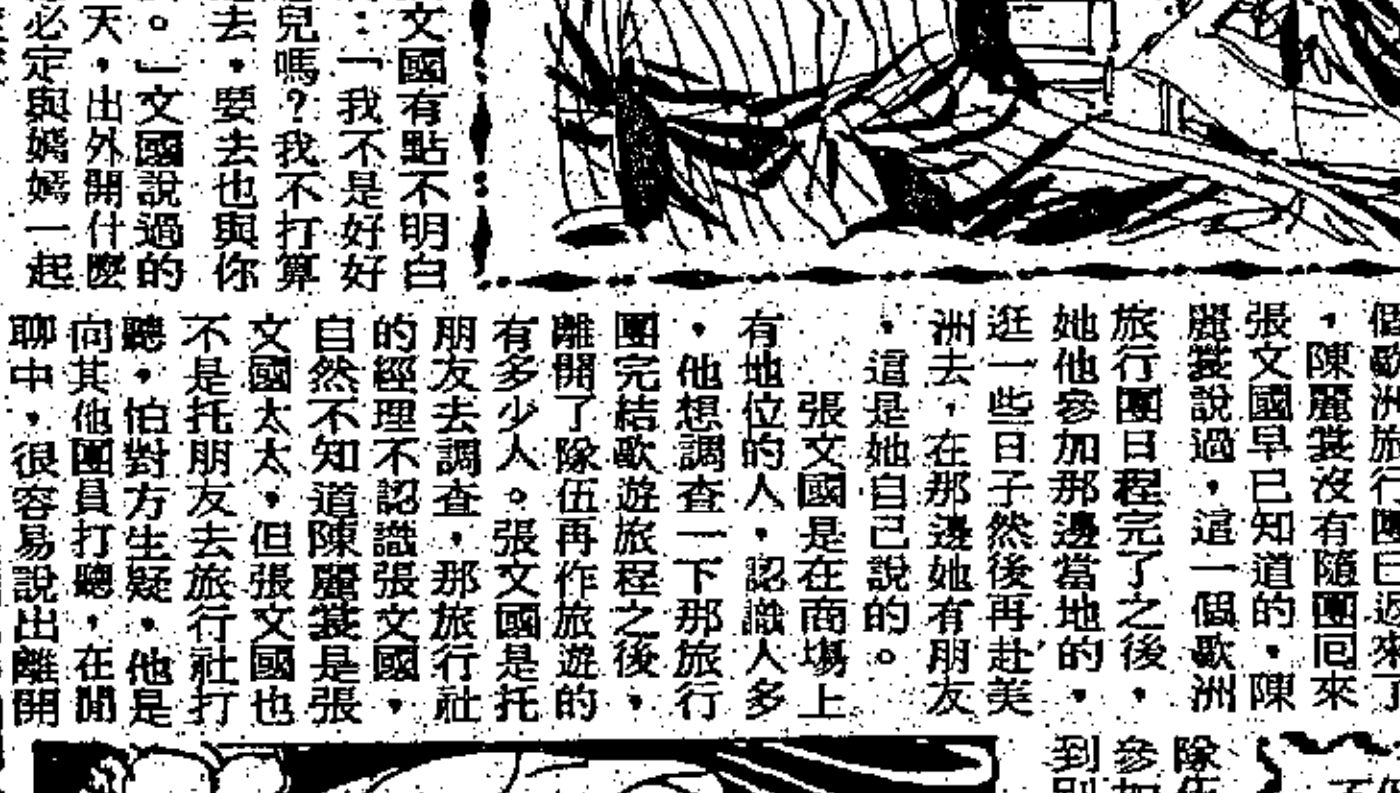 文國有點不明白
：「我不是好好
兒嗎？我不打算
去，要去也與你
。」文國說過的
天，出外開什麼
必定與嫣嫣一起
歐洲旅行團已返來了
，陳麗裳沒有隨團囘來
張文國早已知道的，陳
麗裳說過，這一個歐洲
旅行團日程完了之後，
她他參加那邊當地的，
逛一些日子然後再赴美
洲去，在那邊她有朋友
，這是她自己說的。
張文國是在商場上
有地位的人，認識人多
，他想調查一下那旅行
團完結歐遊旅程之後，
離開了隊伍再作旅遊的
有多少人。張文國是托
朋友去調查，那旅行社
的經理不認識張文國，
自然不知道陳麗裳是張
文國太太，但張文國也
不是托朋友去旅行社打
聽，怕對方生疑，他是
向其他團員打聽，在閒
聊中，很容易說出離開
隊
參加
到別